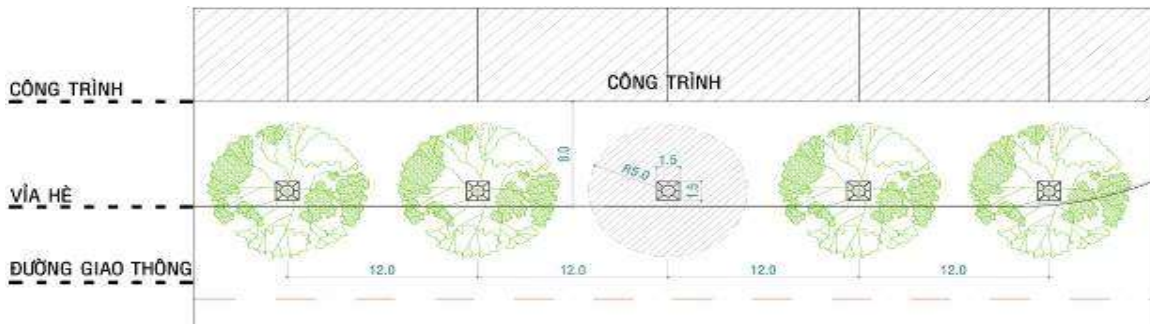 CÔNG TRÌNH
CÔNG TRÌNH
8.0
R5.0
1.5
1.5
VỈA HÈ
ĐƯỜNG GIAO THÔNG
12.0
12.0
12.0
12.0